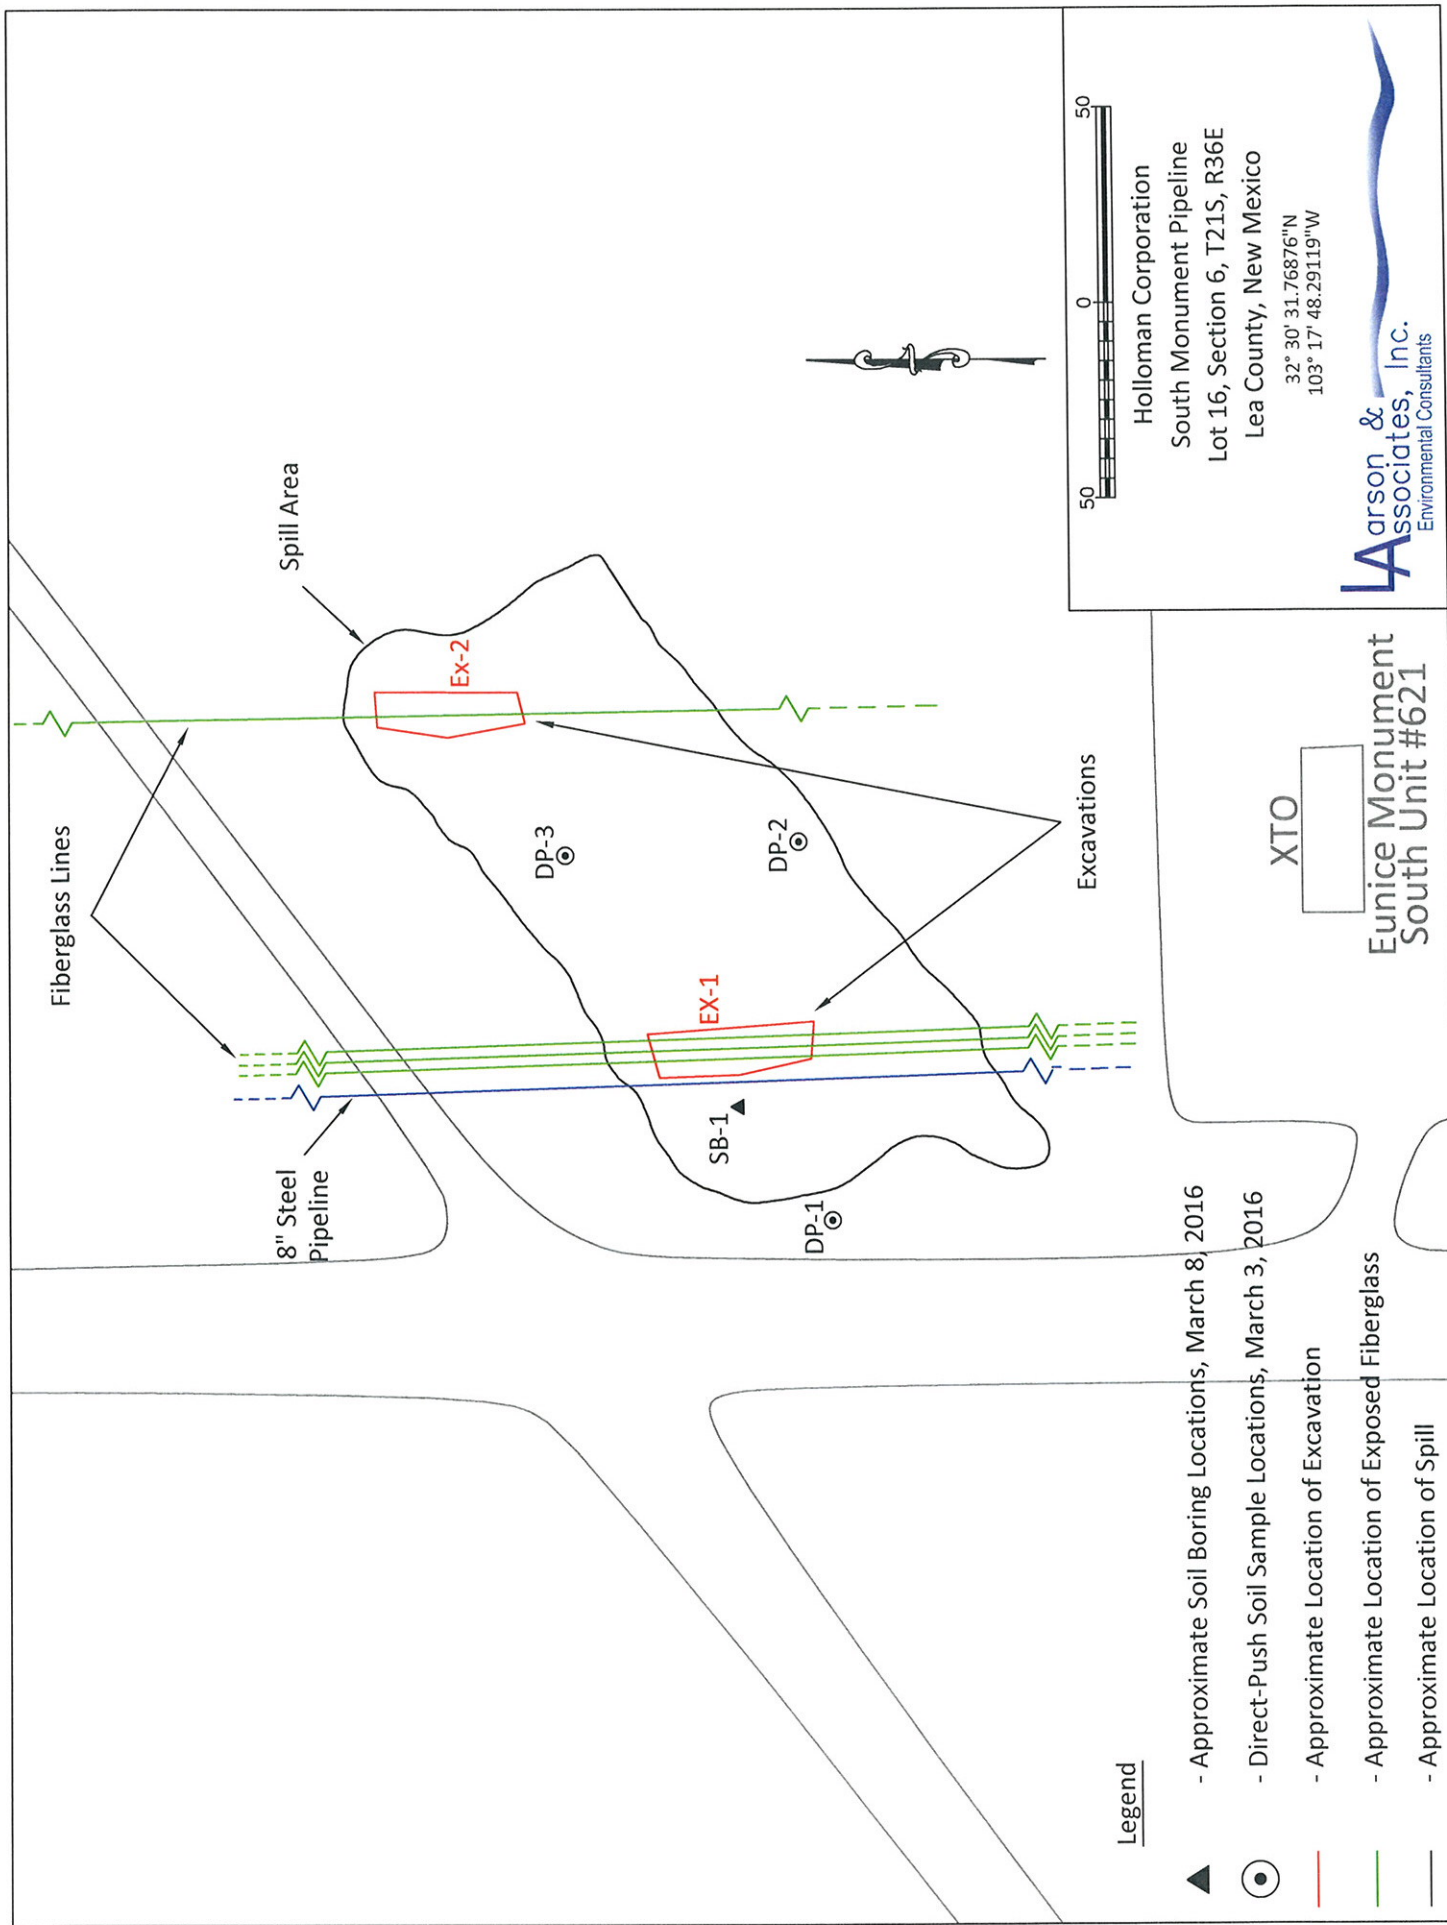 Fiberglass Lines
Spill Area
8" Steel
Pipeline
Ex-2
DP-3
EX-1
SB-1
DP-2
DP-1
Excavations
XTO
Eunice Monument
South Unit #621
Legend
- Approximate Soil Boring Locations, March 8, 2016
- Direct-Push Soil Sample Locations, March 3, 2016
- Approximate Location of Excavation
- Approximate Location of Exposed Fiberglass
- Approximate Location of Spill
50 0 50
Holloman Corporation
South Monument Pipeline
Lot 16, Section 6, T21S, R36E
Lea County, New Mexico
32° 30' 31.76876"N
103° 17' 48.29119"W
Larson &
Associates, Inc.
Environmental Consultants